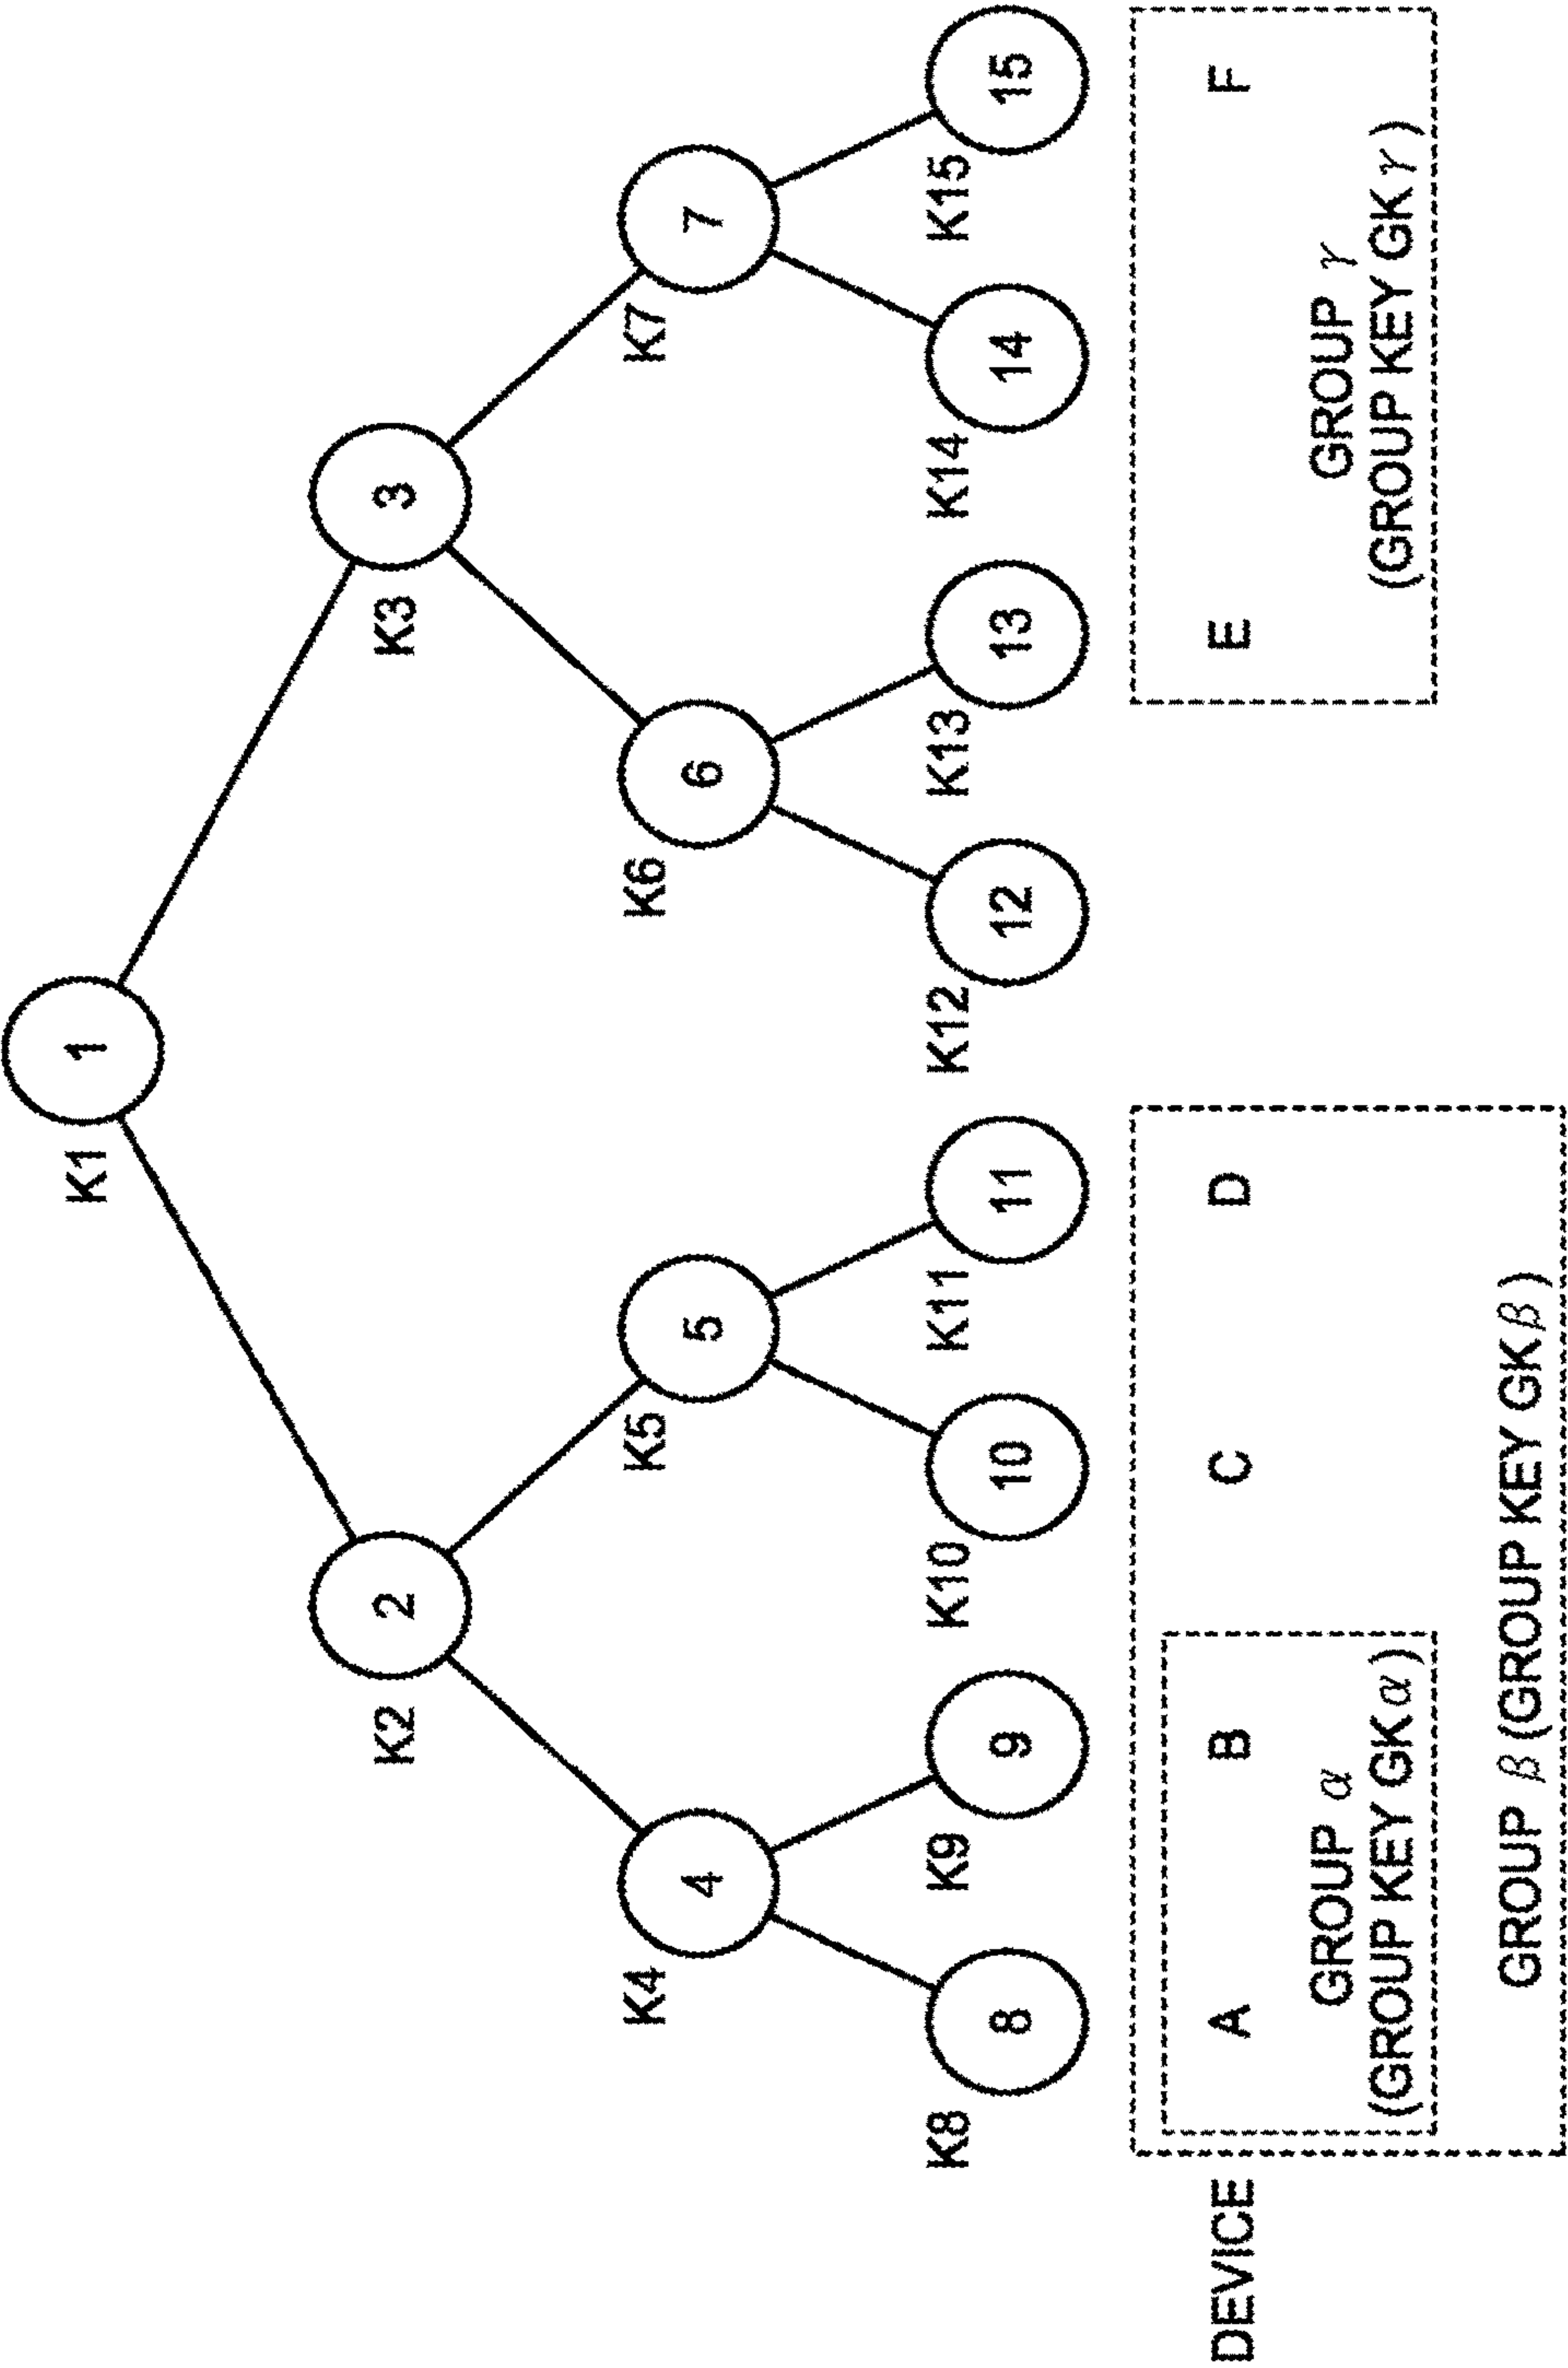 K1
1
K2
2
K3
3
K4
4
K5
5
K6
6
K7
7
K8
8
K9
9
K10
10
K11
11
K12
12
K13
13
K14
14
K15
15
DEVICE
A
B
C
D
E
F
GROUP α
(GROUP KEY GKα)
GROUP γ
(GROUP KEY GKγ)
GROUP β (GROUP KEY GKβ)